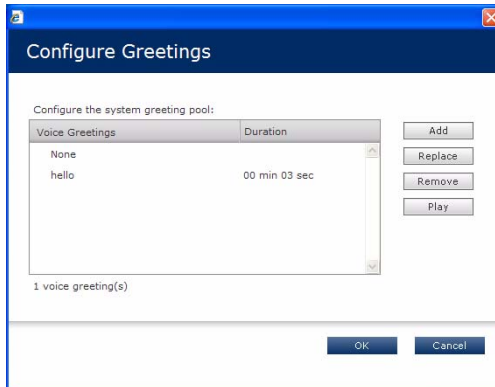 Configure Greetings
Configure the system greeting pool:
Voice Greetings Duration
None
hello 00 min 03 sec
Add
Replace
Remove
Play
1 voice greeting(s)
OK Cancel